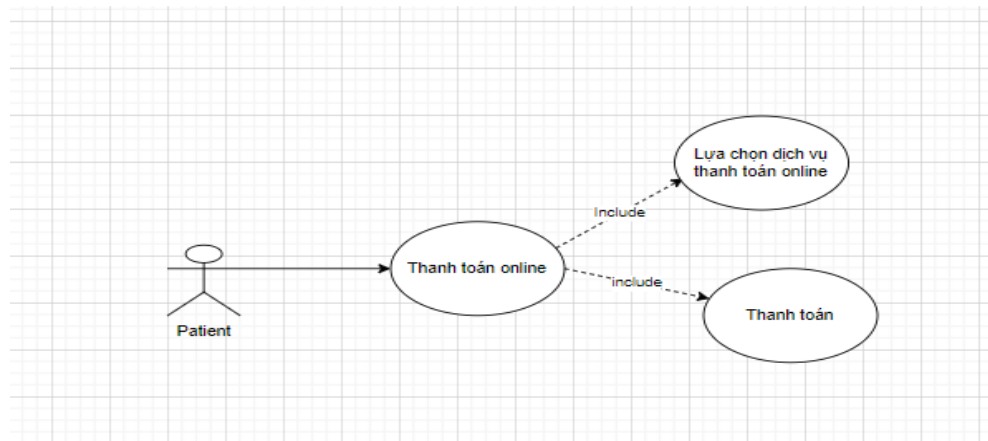 Lựa chọn dịch vụ
thanh toán online
Include
Thanh toán online
include
Thanh toán
Patient